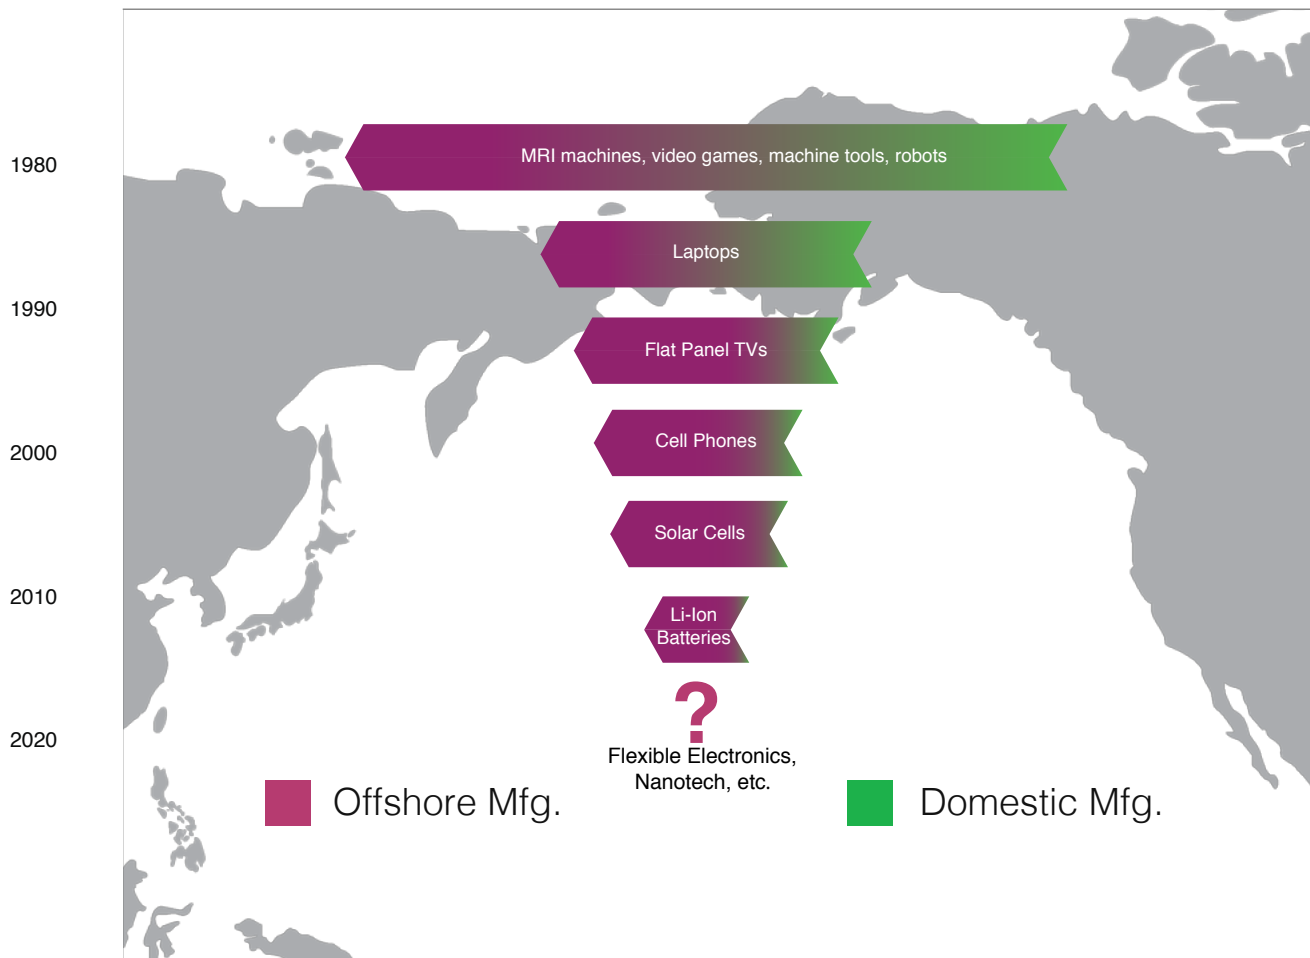 1980
MRI machines, video games, machine tools, robots
Laptops
1990
Flat Panel TVs
Cell Phones
2000
Solar Cells
2010
Li-Ion
Batteries
?
2020
Flexible Electronics,
Nanotech, etc.
Offshore Mfg.
Domestic Mfg.